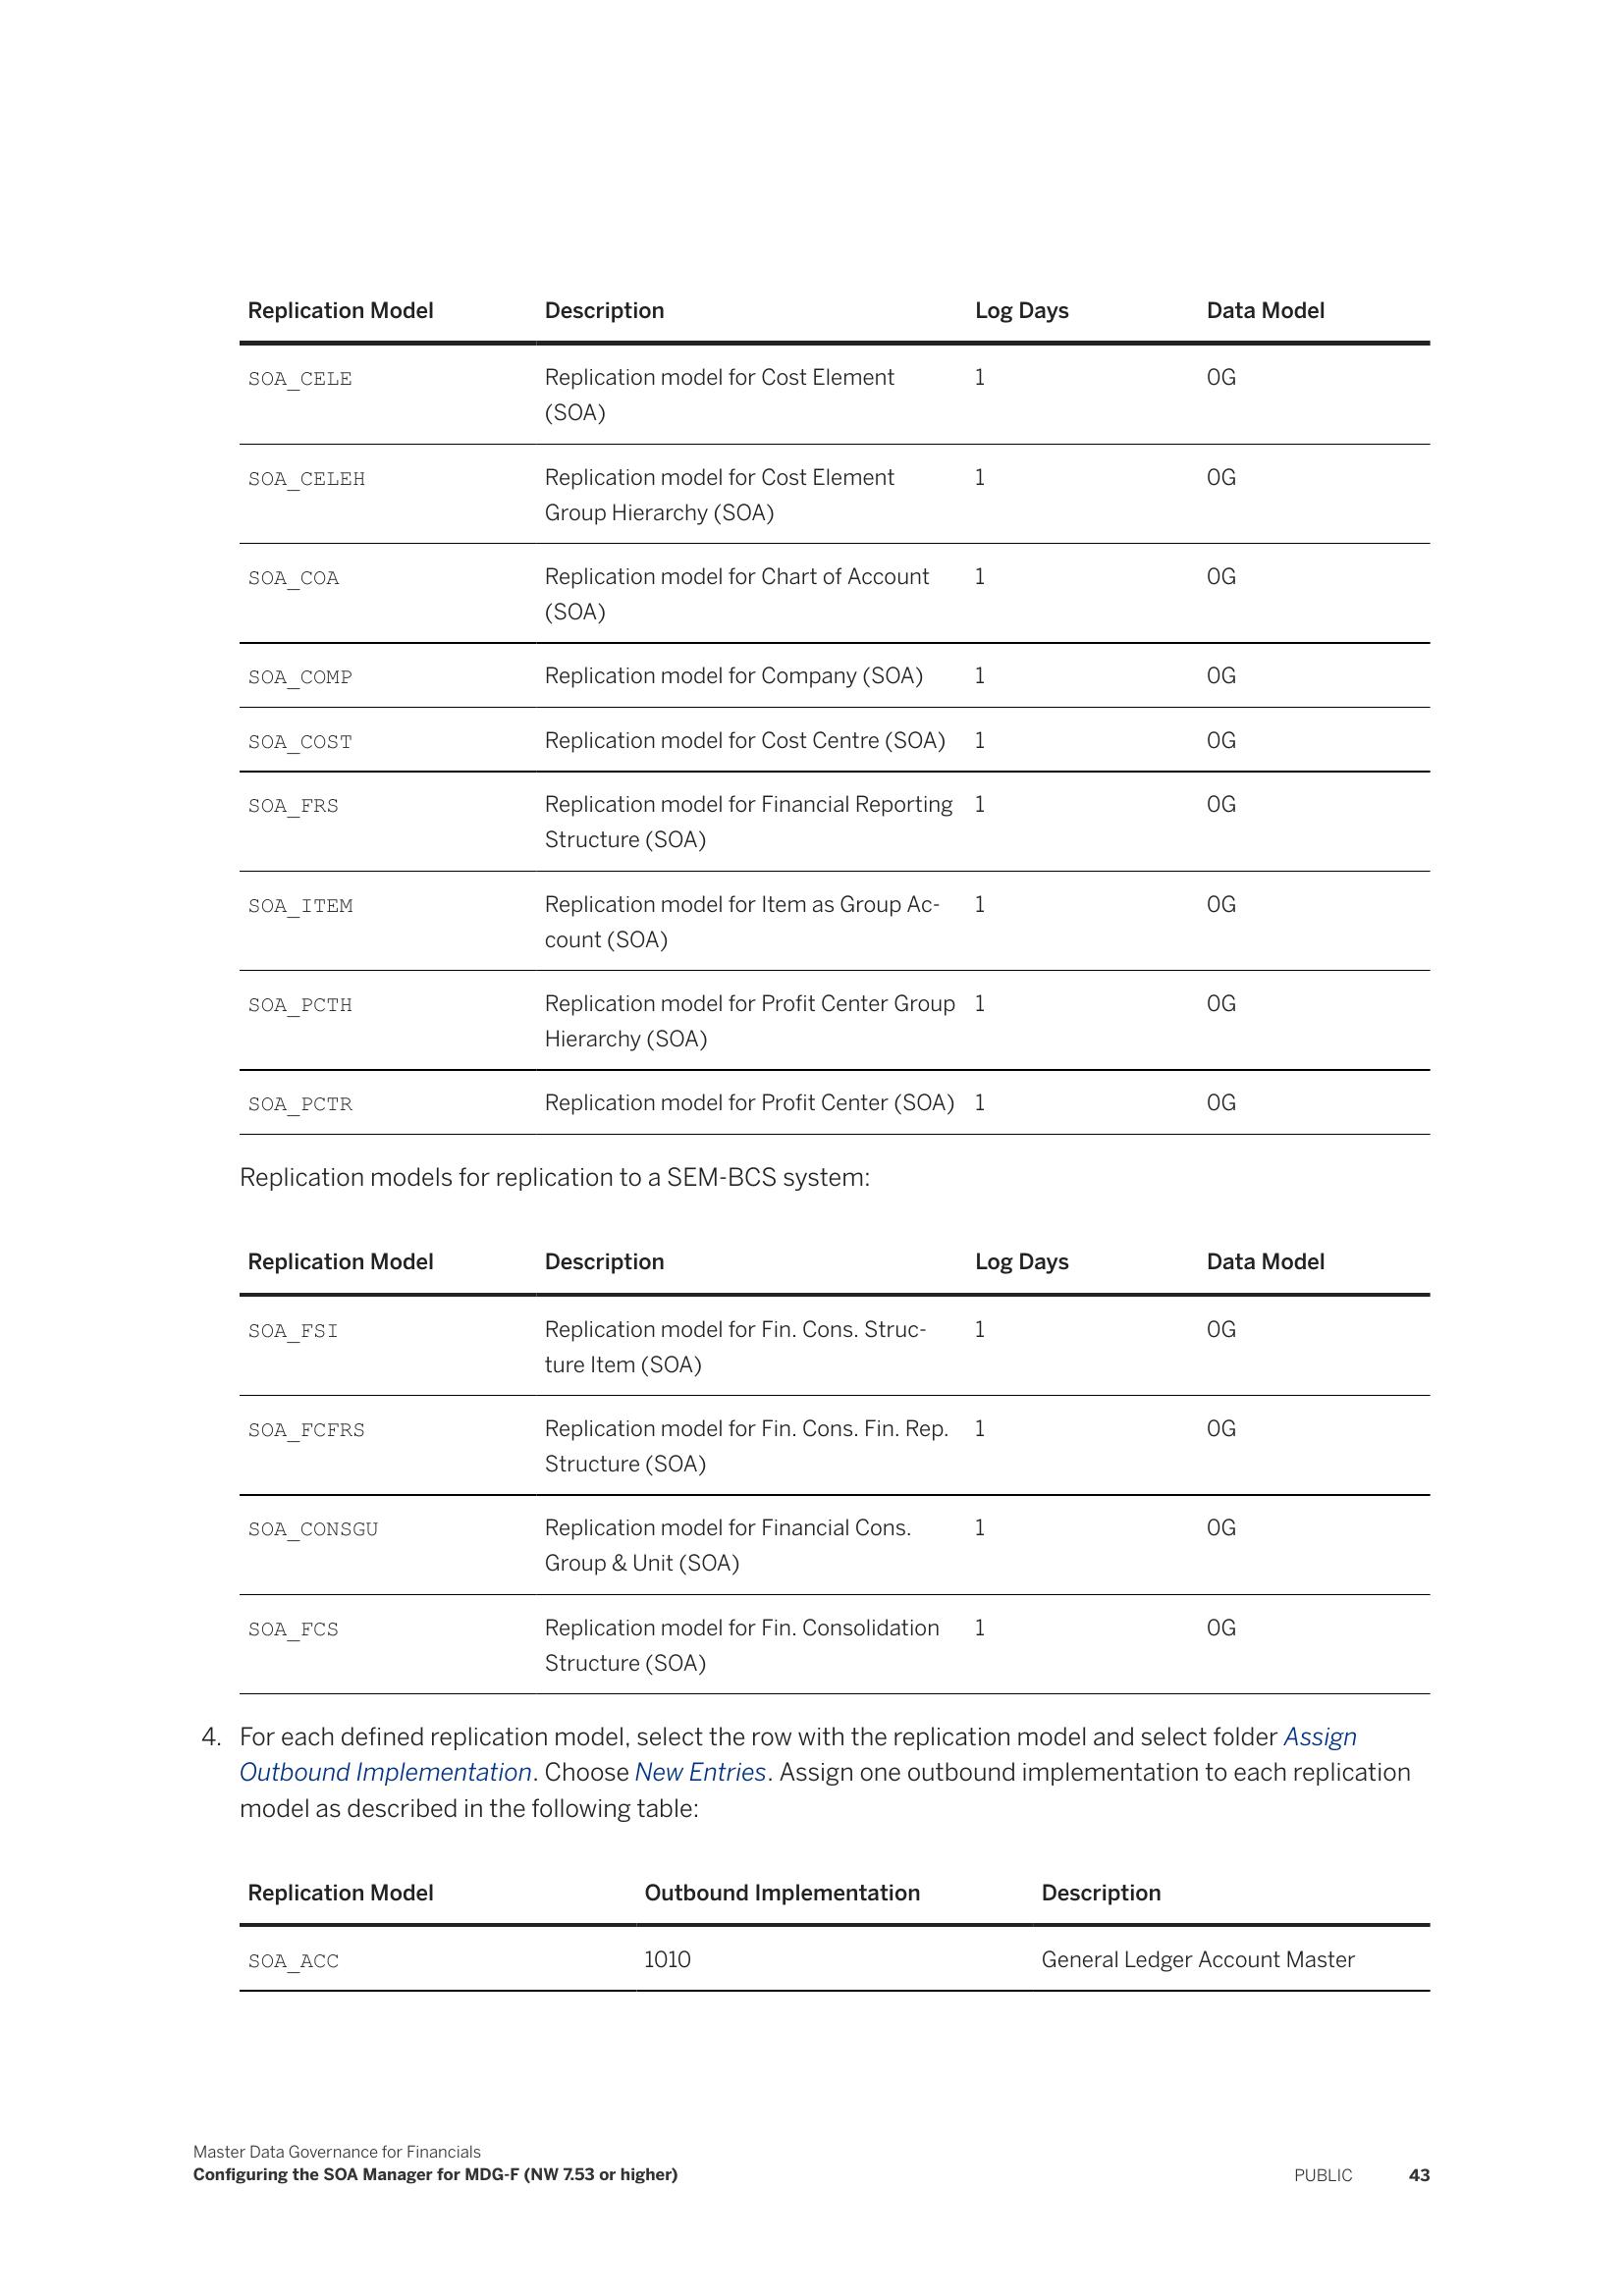 Replication Model Description Log Days Data Model
SOA_CELE Replication model for Cost Element 1 0G
(SOA)
SOA_CELEH Replication model for Cost Element 1 0G
Group Hierarchy (SOA)
SOA_COA Replication model for Chart of Account 1 0G
(SOA)
SOA_COMP Replication model for Company (SOA) 1 0G
SOA_COST Replication model for Cost Centre (SOA) 1 0G
SOA_FRS Replication model for Financial Reporting 1 0G
Structure (SOA)
SOA_ITEM Replication model for Item as Group Ac- 1 0G
count (SOA)
SOA_PCTH Replication model for Profit Center Group 1 0G
Hierarchy (SOA)
SOA_PCTR Replication model for Profit Center (SOA) 1 0G
Replication models for replication to a SEM-BCS system:
Replication Model Description Log Days Data Model
SOA_FSI Replication model for Fin. Cons. Struc- 1 0G
ture Item (SOA)
SOA_FCFRS Replication model for Fin. Cons. Fin. Rep. 1 0G
Structure (SOA)
SOA_CONSGU Replication model for Financial Cons. 1 0G
Group & Unit (SOA)
SOA_FCS Replication model for Fin. Consolidation 1 0G
Structure (SOA)
4. For each defined replication model, select the row with the replication model and select folder Assign
Outbound Implementation. Choose New Entries. Assign one outbound implementation to each replication
model as described in the following table:
Replication Model Outbound Implementation Description
SOA_ACC 1010 General Ledger Account Master
Master Data Governance for Financials
Configuring the SOA Manager for MDG-F (NW 7.53 or higher) PUBLIC 43